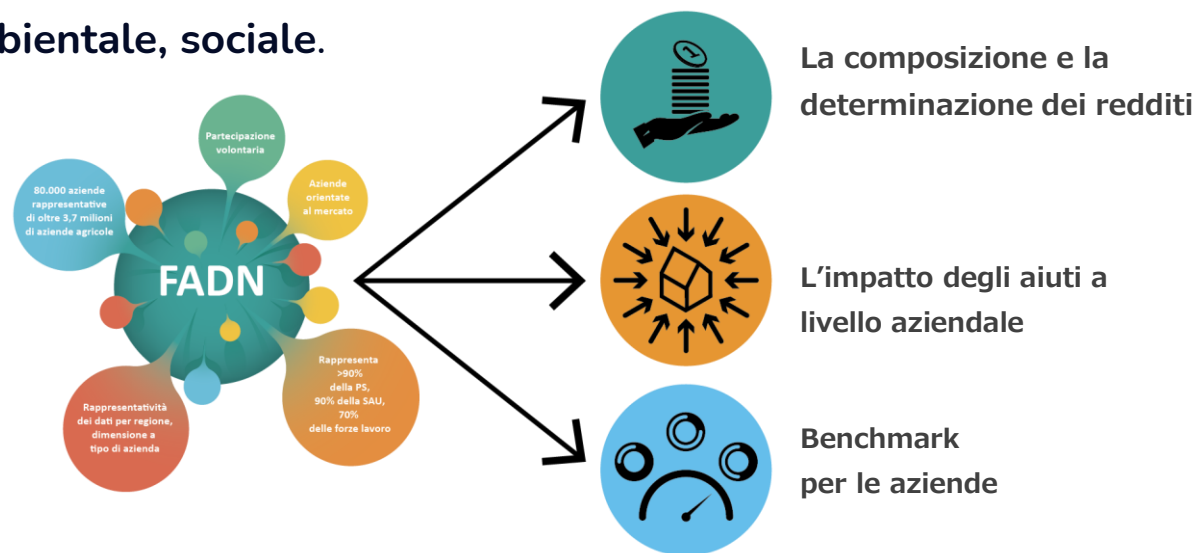 bientale, sociale.
Partecipazione
volontaria
80.000 aziende
rappresentative
di oltre 3,7 milioni
di aziende agricole
Aziende
orientate
al mercato
FADN
Rappresenta
>90%
della PS,
90% della SAU,
70%
delle forze lavoro
Rappresentatività
dei dati per regione,
dimensione a
tipo di azienda
1
La composizione e la
determinazione dei redditi
L'impatto degli aiuti a
livello aziendale
Benchmark
per le aziende